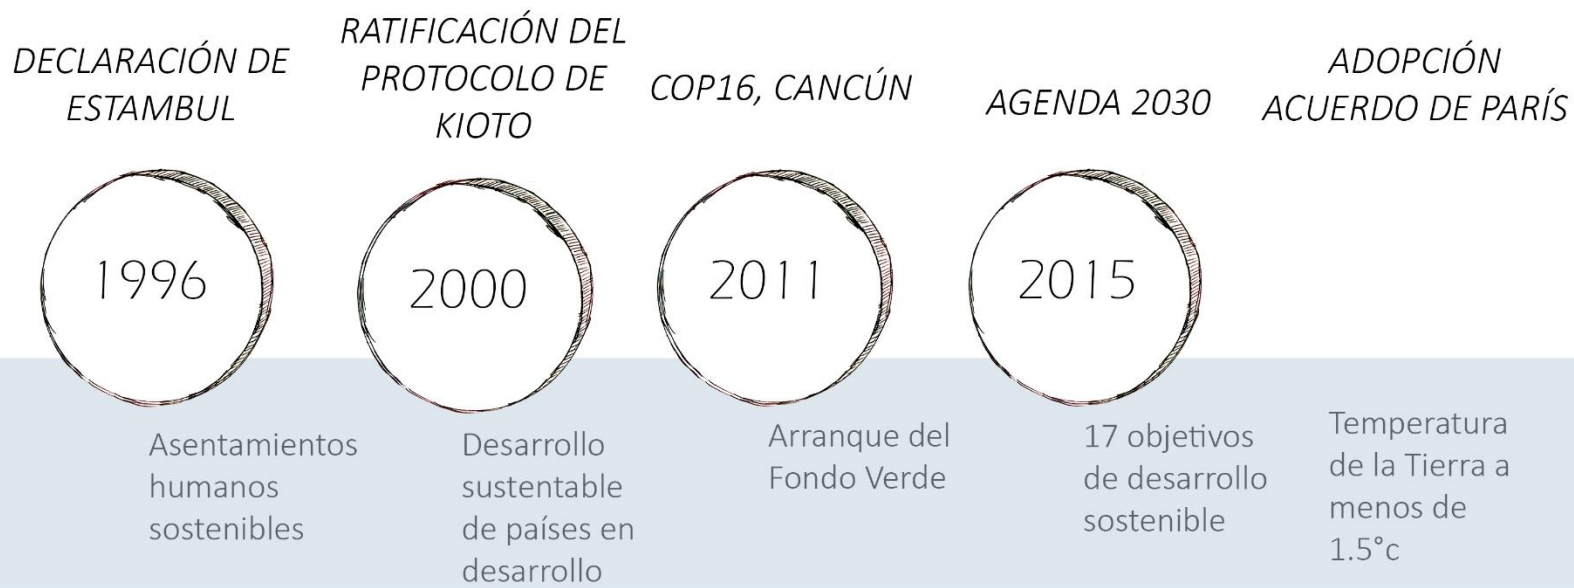 DECLARACIÓN DE
ESTAMBUL
1996
Asentamientos
humanos
sostenibles
RATIFICACIÓN DEL
PROTOCOLO DE
KIOTO
2000
Desarrollo
sustentable
de países en
desarrollo
COP16, CANCÚN
2011
Arranque del
Fondo Verde
AGENDA 2030
2015
17 objetivos
de desarrollo
sostenible
ADOPCIÓN
ACUERDO DE PARÍS
Temperatura
de la Tierra a
menos de
1.5°c